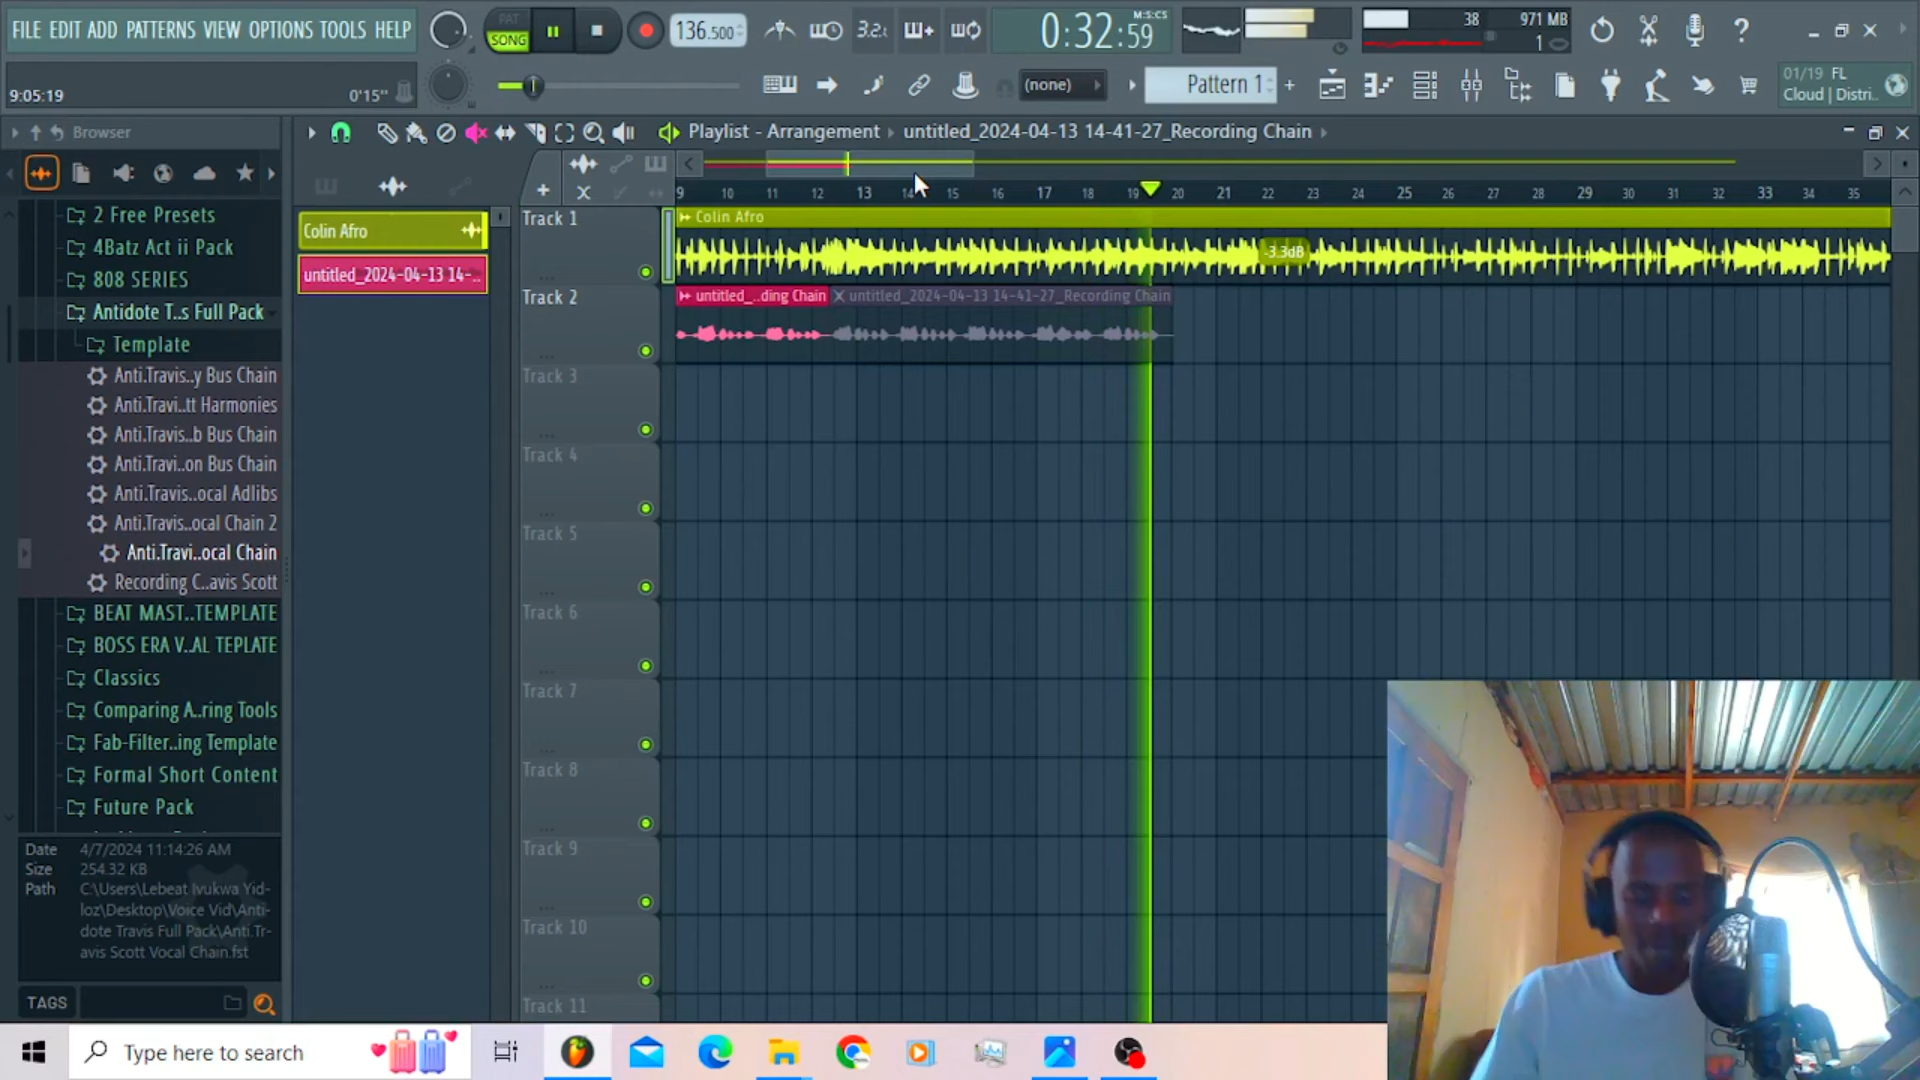 FILE EDIT ADD PATTERNS VIEW OPTIONS TOOLS HELP
PAT
SONG
136.500
3.2.
0:32:59
M:S:CS
38
971 MB
1
9:05:19
0'15"
(none)
Pattern 1
01/19 FL
Cloud | Distri..
Browser
Playlist - Arrangement
untitled_2024-04-13 14-41-27_Recording Chain
9 10 11 12 13 14 15 16 17 18 19 20 21 22 23 24 25 26 27 28 29 30 31 32 33 34 35
2 Free Presets
4Batz Act ii Pack
808 SERIES
Antidote T..s Full Pack
Template
Anti.Travis..y Bus Chain
Anti.Travi..tt Harmonies
Anti.Travis..b Bus Chain
Anti.Travi..on Bus Chain
Anti.Travis..ocal Adlibs
Anti.Travis..ocal Chain 2
Anti.Travi..ocal Chain
Recording C..avis Scott
BEAT MAST..TEMPLATE
BOSS ERA V..AL TEPLATE
Classics
Comparing A..ring Tools
Fab-Filter..ing Template
Formal Short Content
Future Pack
Date 4/7/2024 11:14:26 AM
Size 254.32 KB
Path C:\Users\Lebeat Ivukwa Yid-
loz\Desktop\Voice Vid\Anti-
dote Travis Full Pack\Anti.Tr-
avis Scott Vocal Chain.fst
TAGS
Colin Afro
untitled_2024-04-13 14-..
Track 1
Colin Afro
-3.3dB
Track 2
untitled_..ding Chain
untitled_2024-04-13 14-41-27_Recording Chain
Track 3
Track 4
Track 5
Track 6
Track 7
Track 8
Track 9
Track 10
Track 11
Type here to search